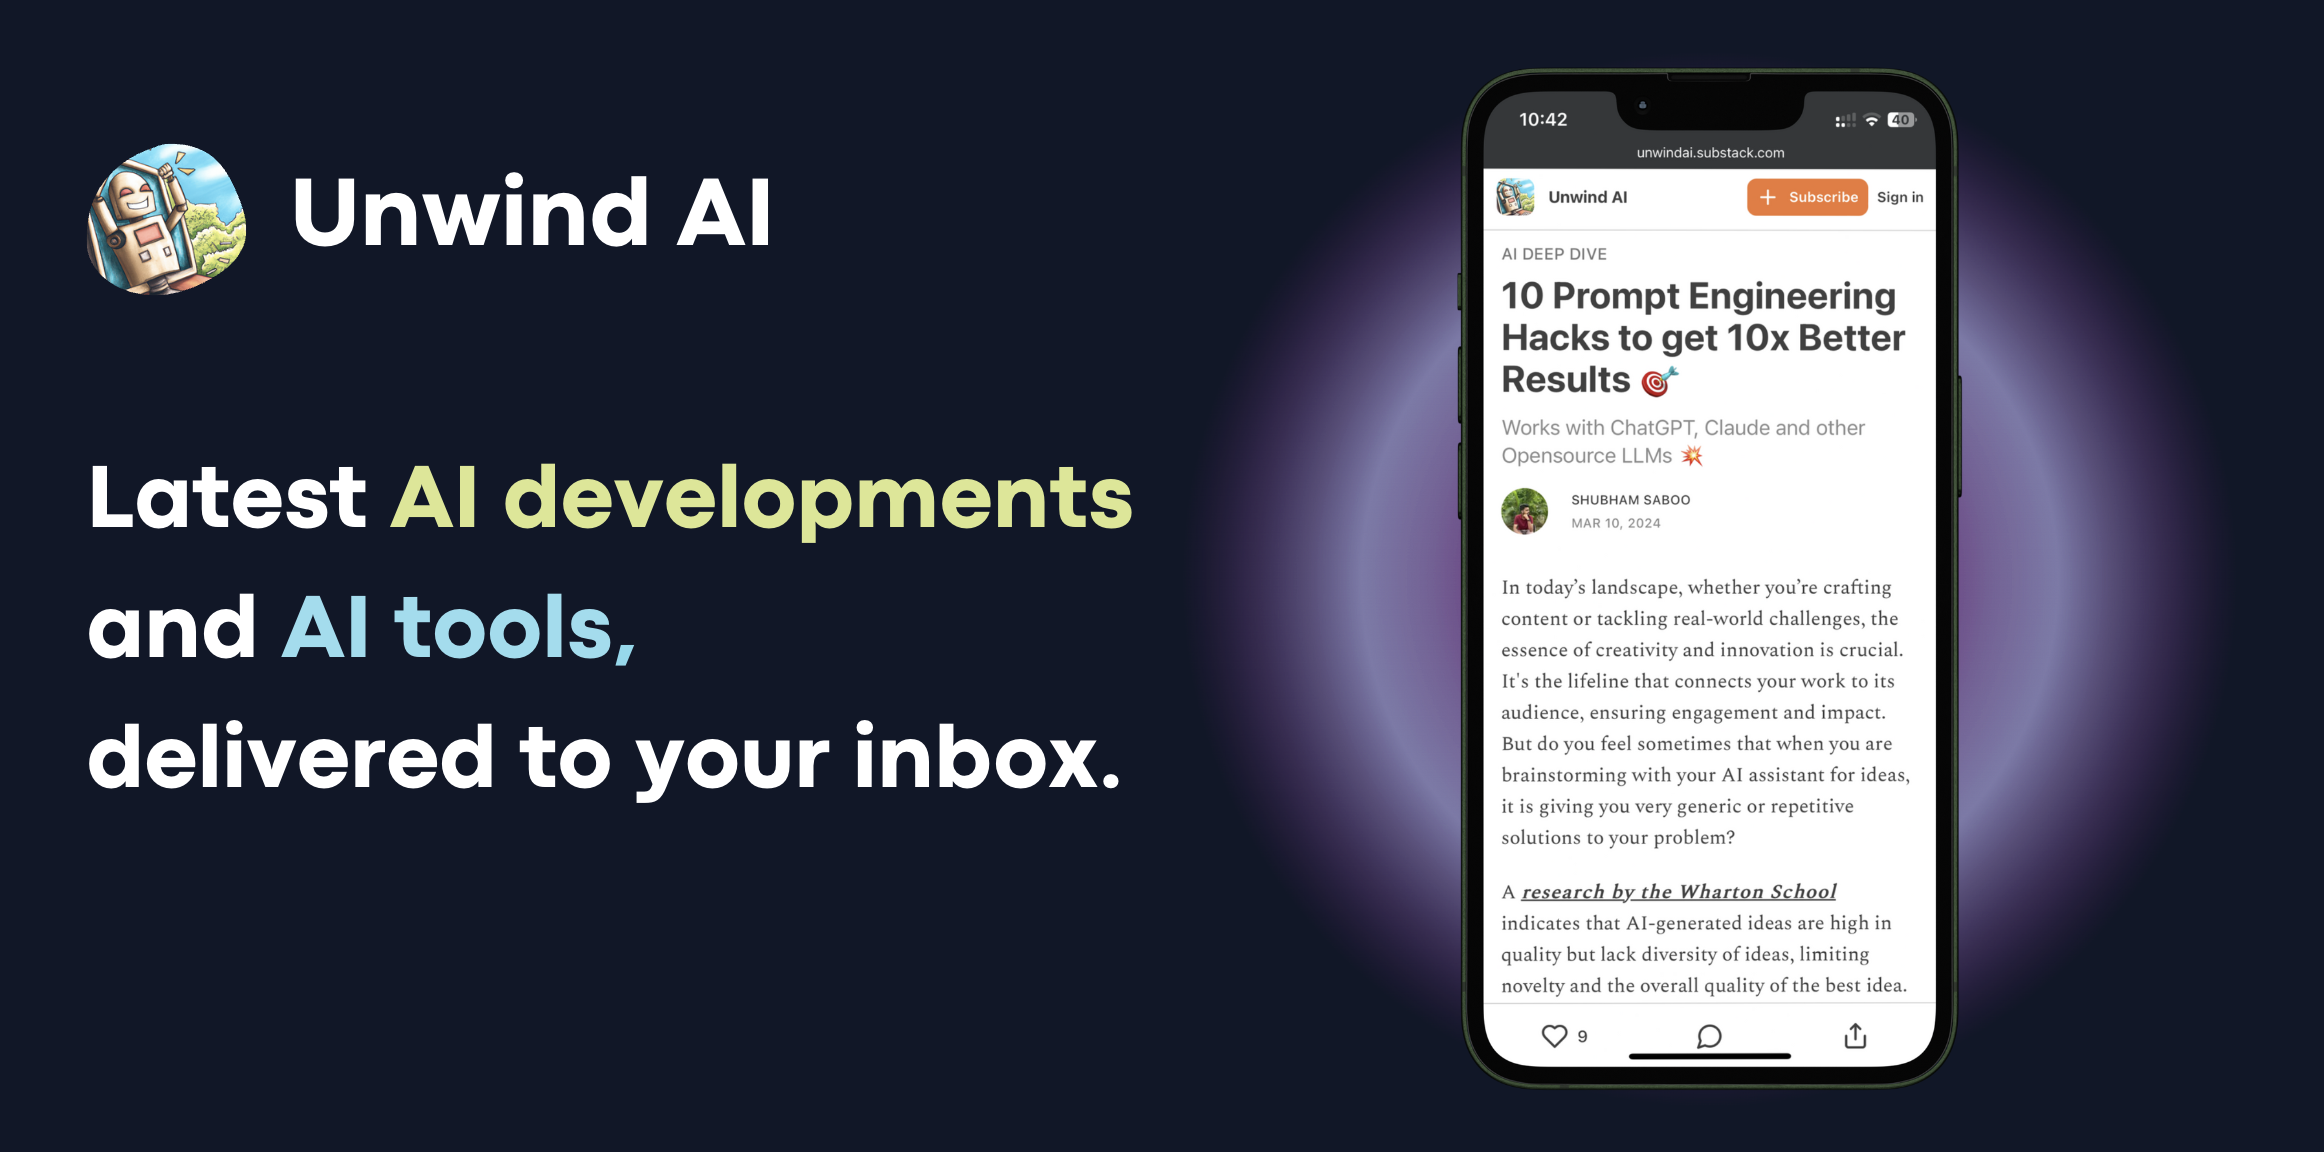 Unwind AI
Latest AI developments
and AI tools,
delivered to your inbox.
10:42
40
unwindai.substack.com
Unwind AI
+ Subscribe
Sign in
AI DEEP DIVE
10 Prompt Engineering
Hacks to get 10x Better
Results 🎯
Works with ChatGPT, Claude and other
Opensource LLMs 💥
SHUBHAM SABOO
MAR 10, 2024
In today’s landscape, whether you’re crafting
content or tackling real-world challenges, the
essence of creativity and innovation is crucial.
It's the lifeline that connects your work to its
audience, ensuring engagement and impact.
But do you feel sometimes that when you are
brainstorming with your AI assistant for ideas,
it is giving you very generic or repetitive
solutions to your problem?
A research by the Wharton School
indicates that AI-generated ideas are high in
quality but lack diversity of ideas, limiting
novelty and the overall quality of the best idea.
9